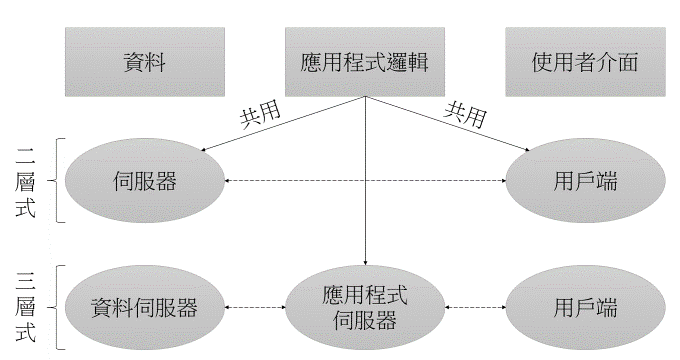 資料
應用程式邏輯
使用者介面
共用
共用
二層式
伺服器
用戶端
三層式
資料伺服器
應用程式
伺服器
用戶端